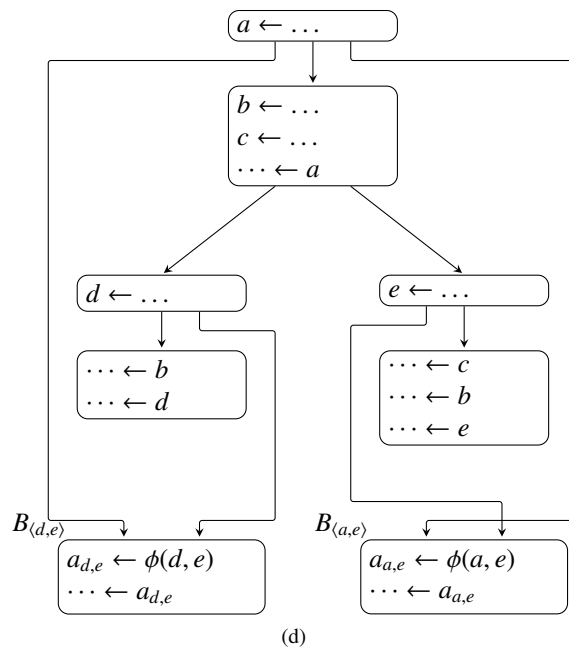 a ← …
b ← …
c ← …
⋯ ← a
d ← …
e ← …
⋯ ← b
⋯ ← d
⋯ ← c
⋯ ← b
⋯ ← e
B⟨d,e⟩
a_{d,e} ← ϕ(d, e)
⋯ ← a_{d,e}
B⟨a,e⟩
a_{a,e} ← ϕ(a, e)
⋯ ← a_{a,e}
(d)